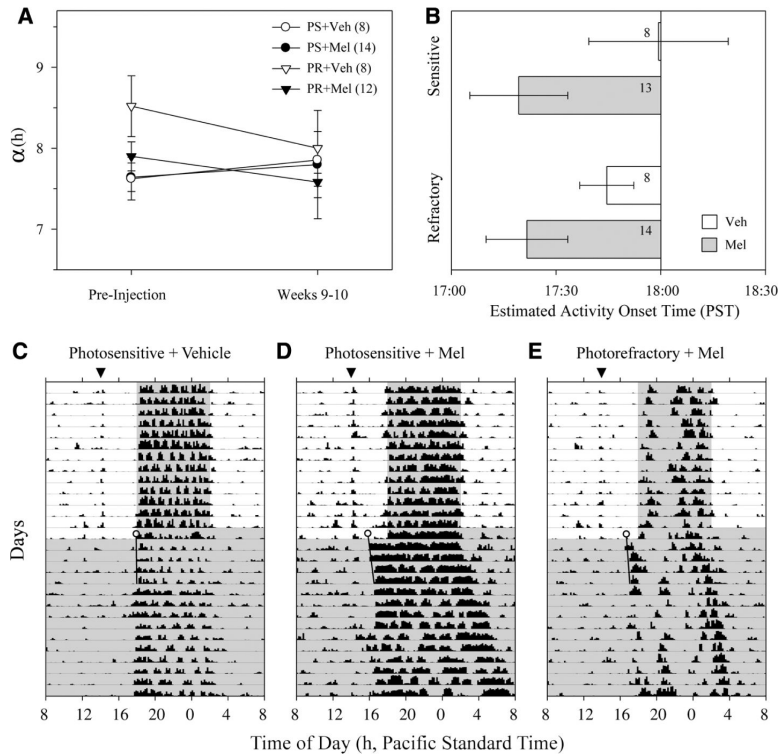 A
PS+Veh (8)
PS+Mel (14)
PR+Veh (8)
PR+Mel (12)
9
8
7
α(h)
Pre-Injection
Weeks 9-10
B
Sensitive
Refractory
8
13
8
14
Veh
Mel
17:00
17:30
18:00
18:30
Estimated Activity Onset Time (PST)
C
Photosensitive + Vehicle
D
Photosensitive + Mel
E
Photorefractory + Mel
Days
8 12 16 20 0 4 8
8 12 16 20 0 4 8
8 12 16 20 0 4 8
Time of Day (h, Pacific Standard Time)